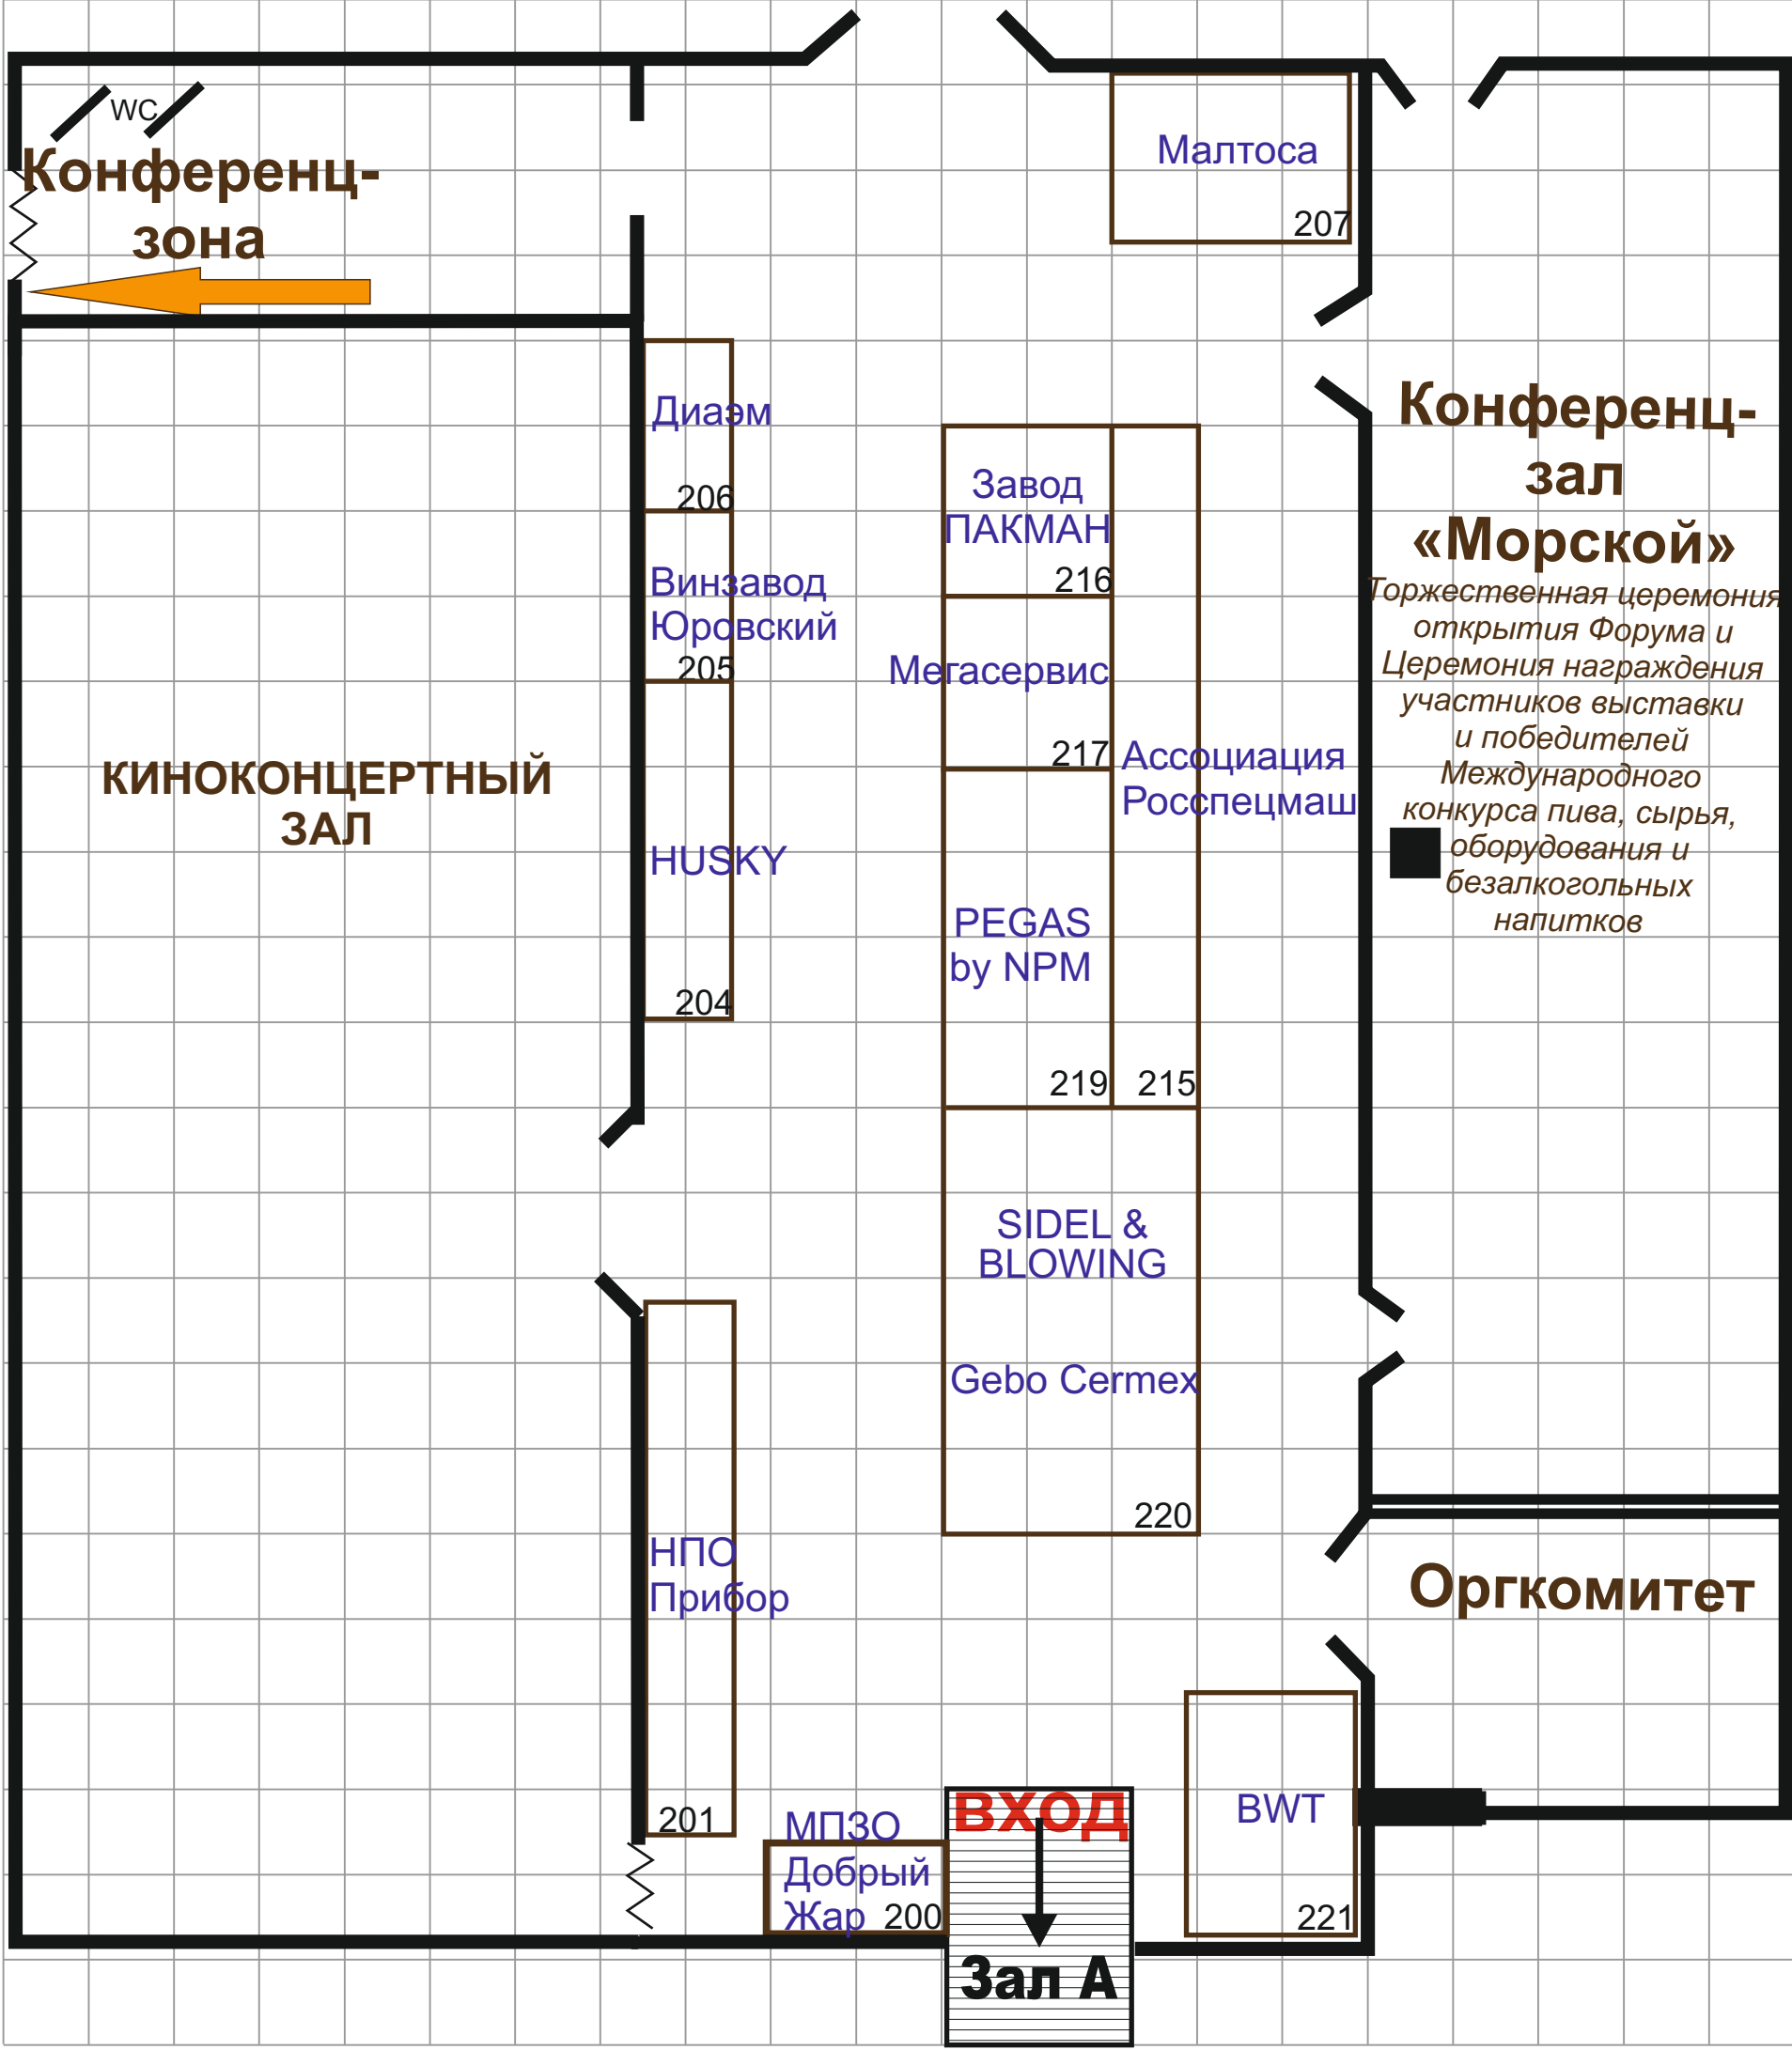 WC
Конференц-
зона
Малтоса
207
Диаэм
206
Винзавод
Юровский
205
HUSKY
204
КИНОКОНЦЕРТНЫЙ
ЗАЛ
Завод
ПАКМАН
216
Мегасервис
217
Ассоциация
Росспецмаш
215
PEGAS
by NPM
219
SIDEL &
BLOWING
Gebo Cermex
220
Конференц-
зал
«Морской»
Торжественная церемония
открытия Форума и
Церемония награждения
участников выставки
и победителей
Международного
конкурса пива, сырья,
оборудования и
безалкогольных
напитков
Оргкомитет
НПО
Прибор
201
МПЗО
Добрый
Жар
200
ВХОД
Зал А
BWT
221